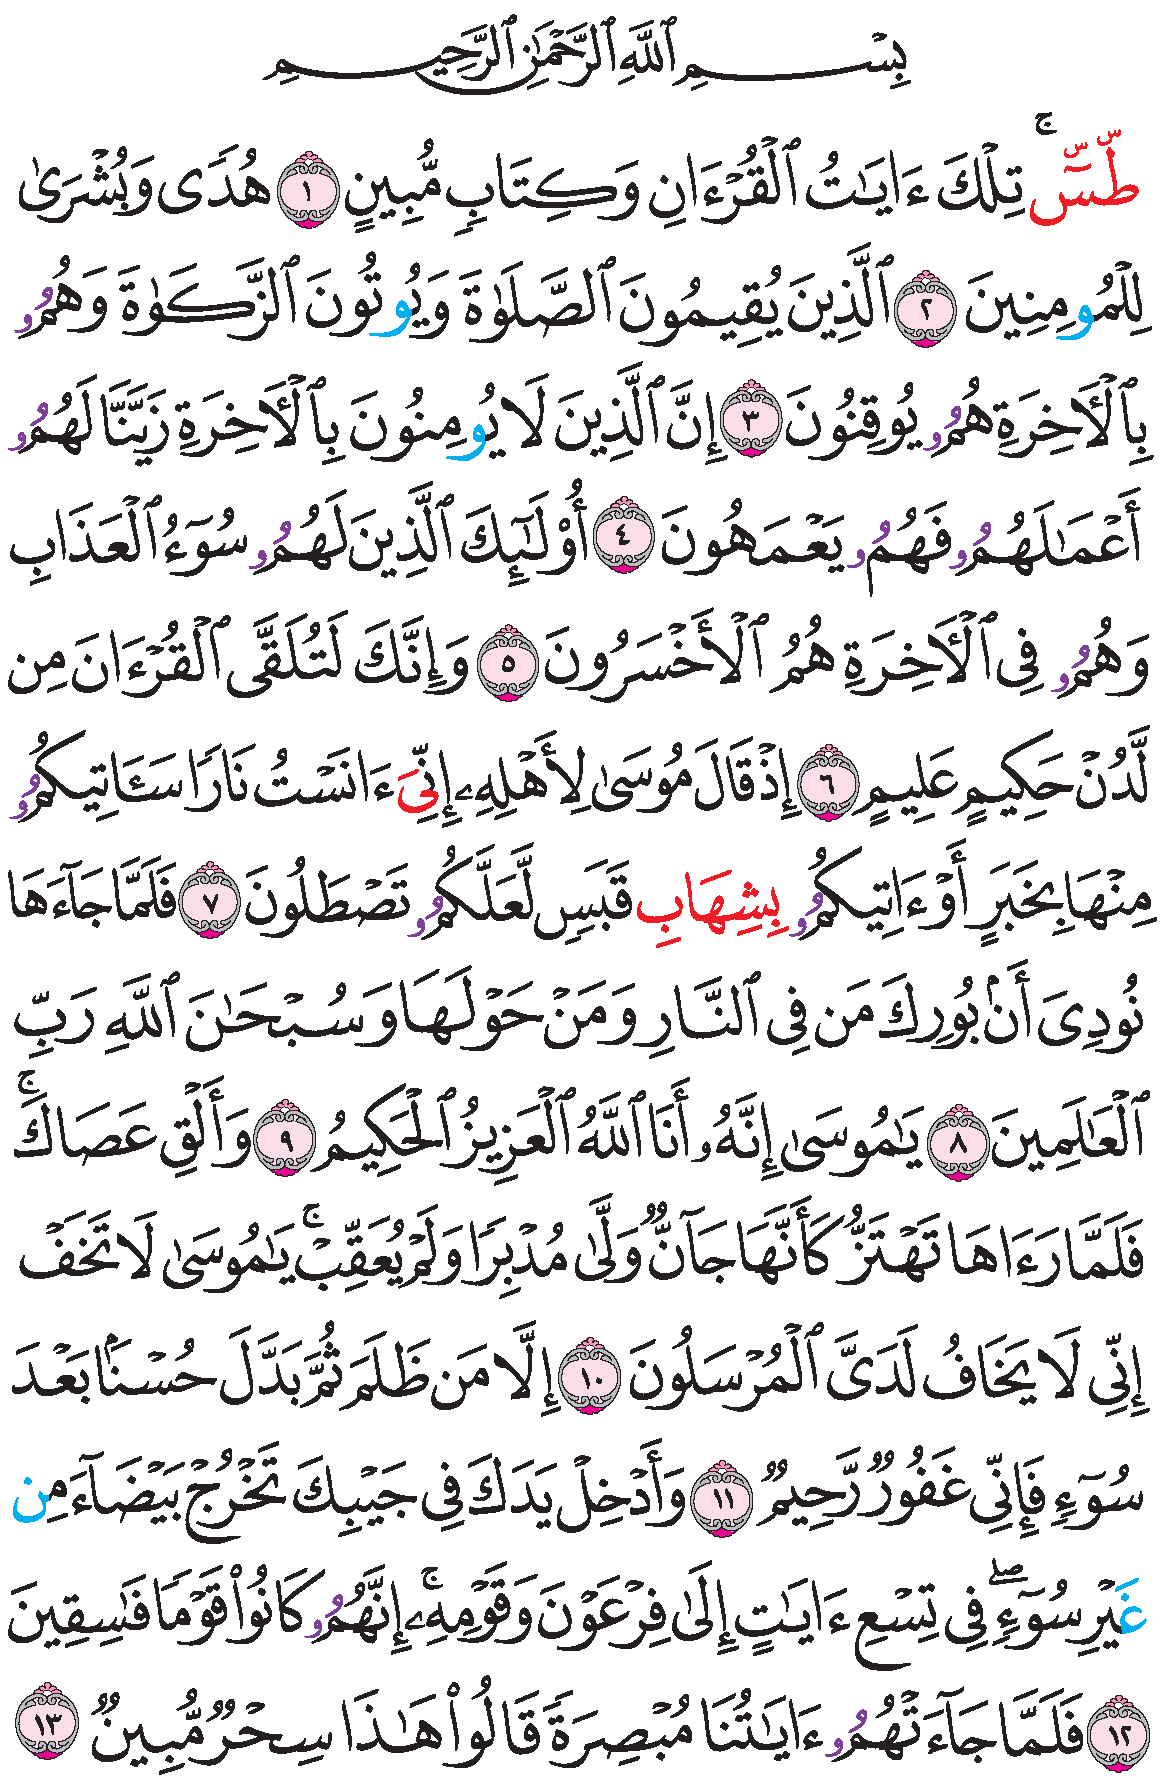 بِسْمِ ٱللَّهِ ٱلرَّحْمَٰنِ ٱلرَّحِيمِ
طسٓۚ تِلْكَ ءَايَٰتُ ٱلْقُرْءَانِ وَكِتَابٖ مُّبِينٍ ١ هُدٗى وَبُشْرَىٰ
لِلْمُومِنِينَ ٢ ٱلَّذِينَ يُقِيمُونَ ٱلصَّلَوٰةَ وَيُوتُونَ ٱلزَّكَوٰةَ وَهُمُۥ
بِٱلْأٓخِرَةِ هُمُۥ يُوقِنُونَ ٣ إِنَّ ٱلَّذِينَ لَا يُومِنُونَ بِٱلْأٓخِرَةِ زَيَّنَّا لَهُمُۥ
أَعْمَٰلَهُمُۥ فَهُمُۥ يَعْمَهُونَ ٤ أُوْلَٰٓئِكَ ٱلَّذِينَ لَهُمُۥ سُوٓءُ ٱلْعَذَابِ
وَهُمُۥ فِي ٱلْأٓخِرَةِ هُمُ ٱلْأَخْسَرُونَ ٥ وَإِنَّكَ لَتُلَقَّى ٱلْقُرْءَانَ مِن
لَّدُنْ حَكِيمٍ عَلِيمٍ ٦ إِذْ قَالَ مُوسَىٰ لِأَهْلِهِۦ إِنِّيَ ءَانَسْتُ نَارٗا سَـَٔاتِيكُمُۥ
مِنْهَا بِخَبَرٍ أَوْ ءَاتِيكُمُۥ بِشِهَابِ قَبَسٖ لَّعَلَّكُمُۥ تَصْطَلُونَ ٧ فَلَمَّا جَآءَهَا
نُودِيَ أَنۢ بُورِكَ مَن فِي ٱلنَّارِ وَمَنْ حَوْلَهَا وَسُبْحَٰنَ ٱللَّهِ رَبِّ
ٱلْعَٰلَمِينَ ٨ يَٰمُوسَىٰ إِنَّهُۥ أَنَا ٱللَّهُ ٱلْعَزِيزُ ٱلْحَكِيمُ ٩ وَأَلْقِ عَصَاكَۚ
فَلَمَّا رَءَاهَا تَهْتَزُّ كَأَنَّهَا جَآنّٞ وَلَّىٰ مُدْبِرٗا وَلَمْ يُعَقِّبْۚ يَٰمُوسَىٰ لَا تَخَفْ
إِنِّي لَا يَخَافُ لَدَيَّ ٱلْمُرْسَلُونَ ١٠ إِلَّا مَن ظَلَمَ ثُمَّ بَدَّلَ حُسْنَۢا بَعْدَ
سُوٓءٖ فَإِنِّي غَفُورٞ رَّحِيمٞ ١١ وَأَدْخِلْ يَدَكَ فِي جَيْبِكَ تَخْرُجْ بَيْضَآءَ مِن
غَيْرِ سُوٓءٖۖ فِي تِسْعِ ءَايَٰتٍ إِلَىٰ فِرْعَوْنَ وَقَوْمِهِۦۚ إِنَّهُمُۥ كَانُواْ قَوْمٗا فَٰسِقِينَ
١٢ فَلَمَّا جَآءَتْهُمُۥ ءَايَٰتُنَا مُبْصِرَةٗ قَالُواْ هَٰذَا سِحْرٞ مُّبِينٞ ١٣